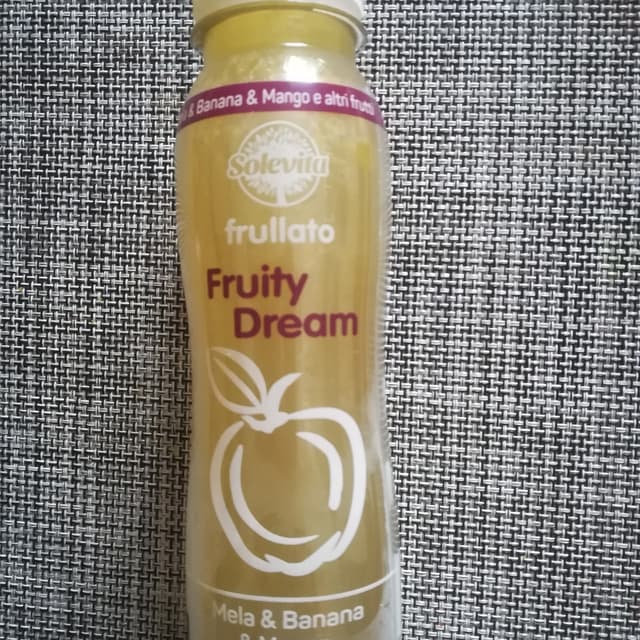 & Banana & Mango e altri frutti
Solevita
frullato
Fruity
Dream
Mela & Banana